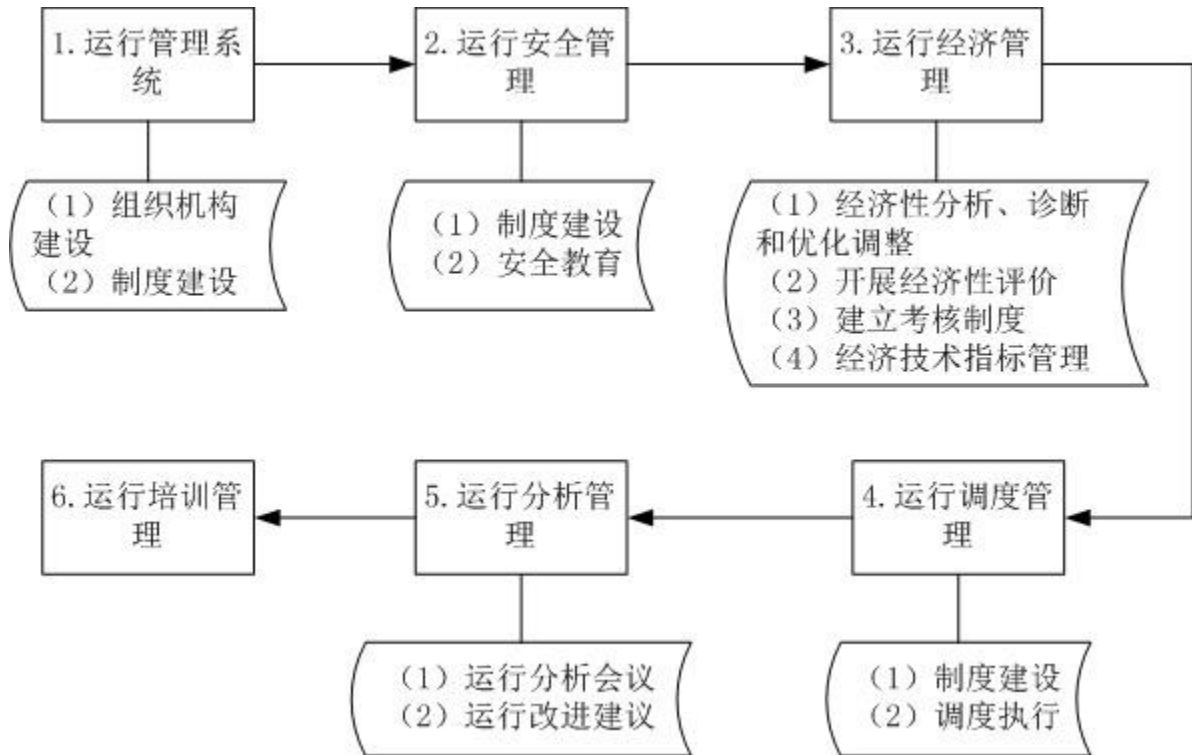 1.运行管理系
统
2.运行安全管
理
3.运行经济管
理
（1）组织机构
建设
（2）制度建设
（1）制度建设
（2）安全教育
（1）经济性分析、诊断
和优化调整
（2）开展经济性评价
（3）建立考核制度
（4）经济技术指标管理
4.运行调度管
理
5.运行分析管
理
6.运行培训管
理
（1）制度建设
（2）调度执行
（1）运行分析会议
（2）运行改进建议